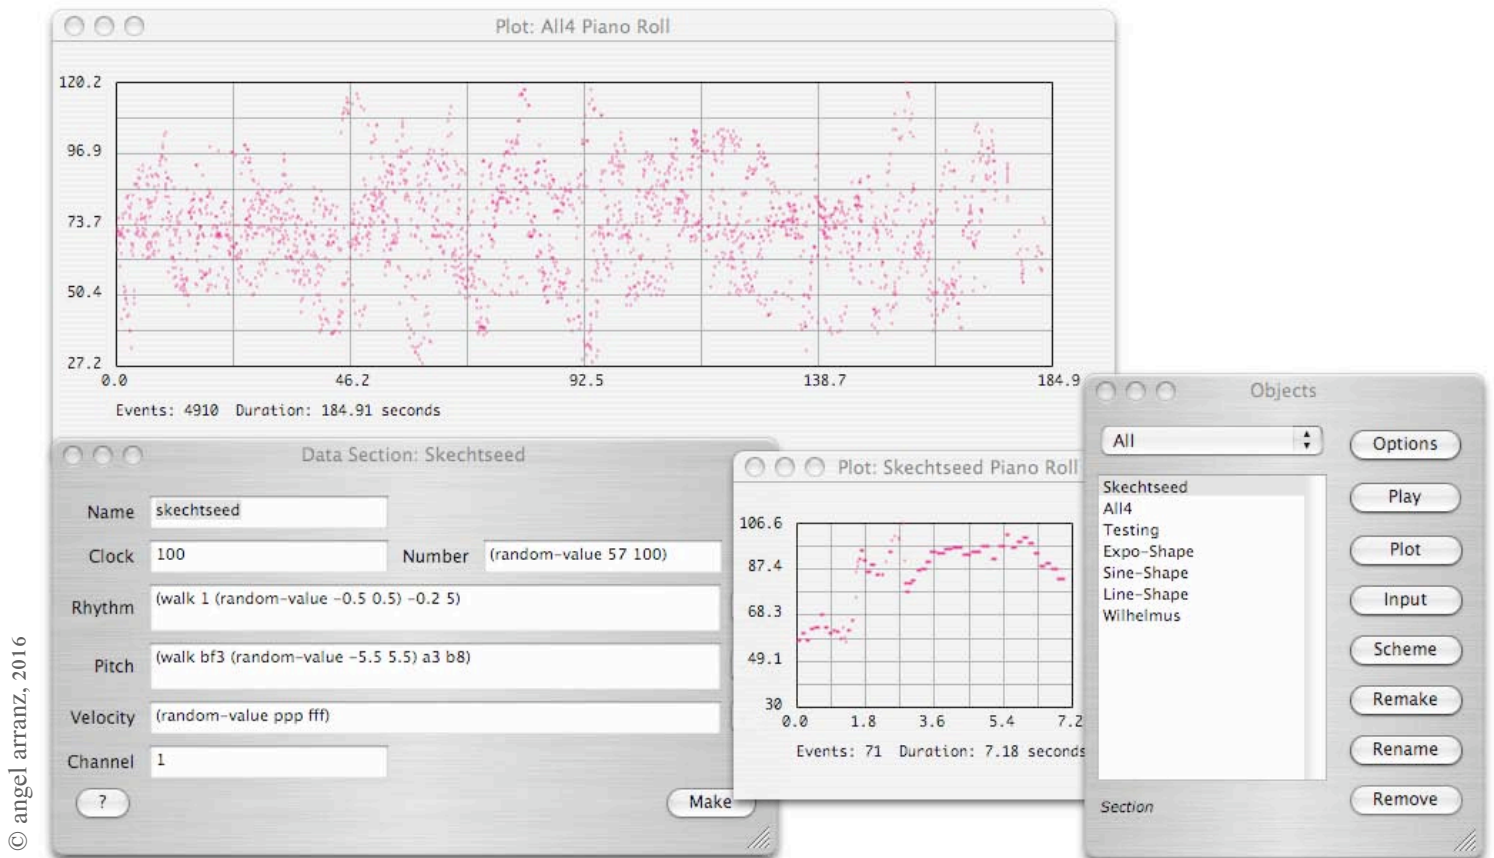 Plot: All4 Piano Roll
120.2
96.9
73.7
50.4
27.2
0.0 46.2 92.5 138.7 184.9
Events: 4910 Duration: 184.91 seconds
Data Section: Skechtseed
Name skechtseed
Clock 100 Number (random-value 57 100)
Rhythm (walk 1 (random-value -0.5 0.5) -0.2 5)
Pitch (walk bf3 (random-value -5.5 5.5) a3 b8)
Velocity (random-value ppp fff)
Channel 1
? Make
Plot: Skechtseed Piano Roll
106.6
87.4
68.3
49.1
30
0.0 1.8 3.6 5.4 7.2
Events: 71 Duration: 7.18 seconds
Objects
All
Skechtseed
All4
Testing
Expo-Shape
Sine-Shape
Line-Shape
Wilhelmus
Section
Options
Play
Plot
Input
Scheme
Remake
Rename
Remove
© angel arranz, 2016